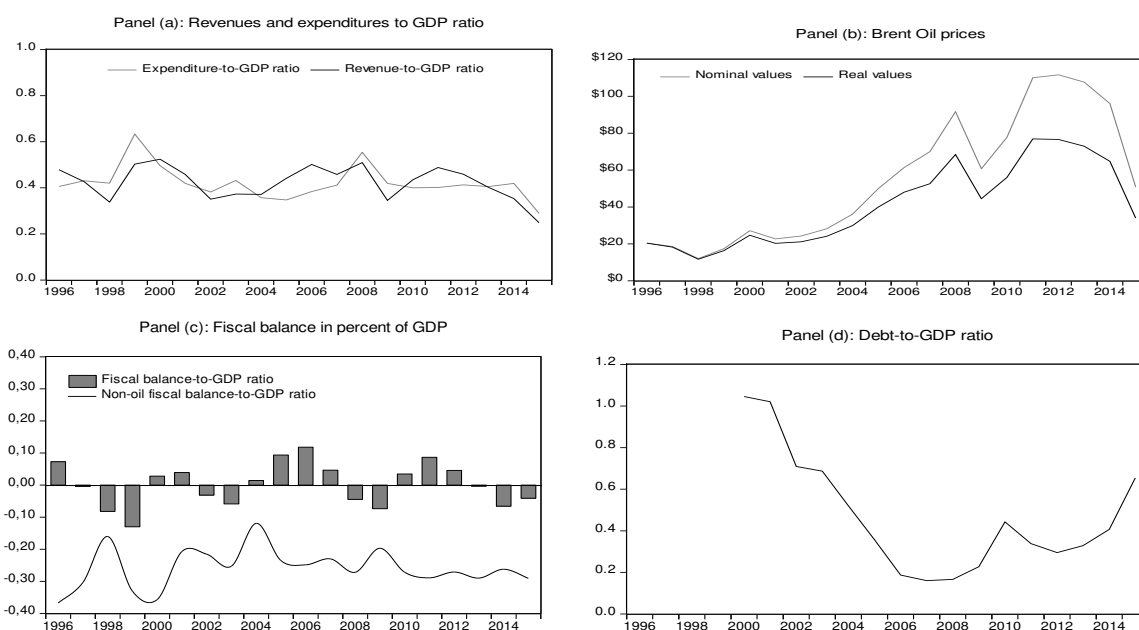 Panel (a): Revenues and expenditures to GDP ratio
1.0
Expenditure-to-GDP ratio
Revenue-to-GDP ratio
0.8
0.6
0.4
0.2
0.0
1996 1998 2000 2002 2004 2006 2008 2010 2012 2014
Panel (b): Brent Oil prices
$120
Nominal values
Real values
$100
$80
$60
$40
$20
$0
1996 1998 2000 2002 2004 2006 2008 2010 2012 2014
Panel (c): Fiscal balance in percent of GDP
0,40
Fiscal balance-to-GDP ratio
Non-oil fiscal balance-to-GDP ratio
0,30
0,20
0,10
0,00
-0,10
-0,20
-0,30
-0,40
1996 1998 2000 2002 2004 2006 2008 2010 2012 2014
Panel (d): Debt-to-GDP ratio
1.2
1.0
0.8
0.6
0.4
0.2
0.0
1996 1998 2000 2002 2004 2006 2008 2010 2012 2014